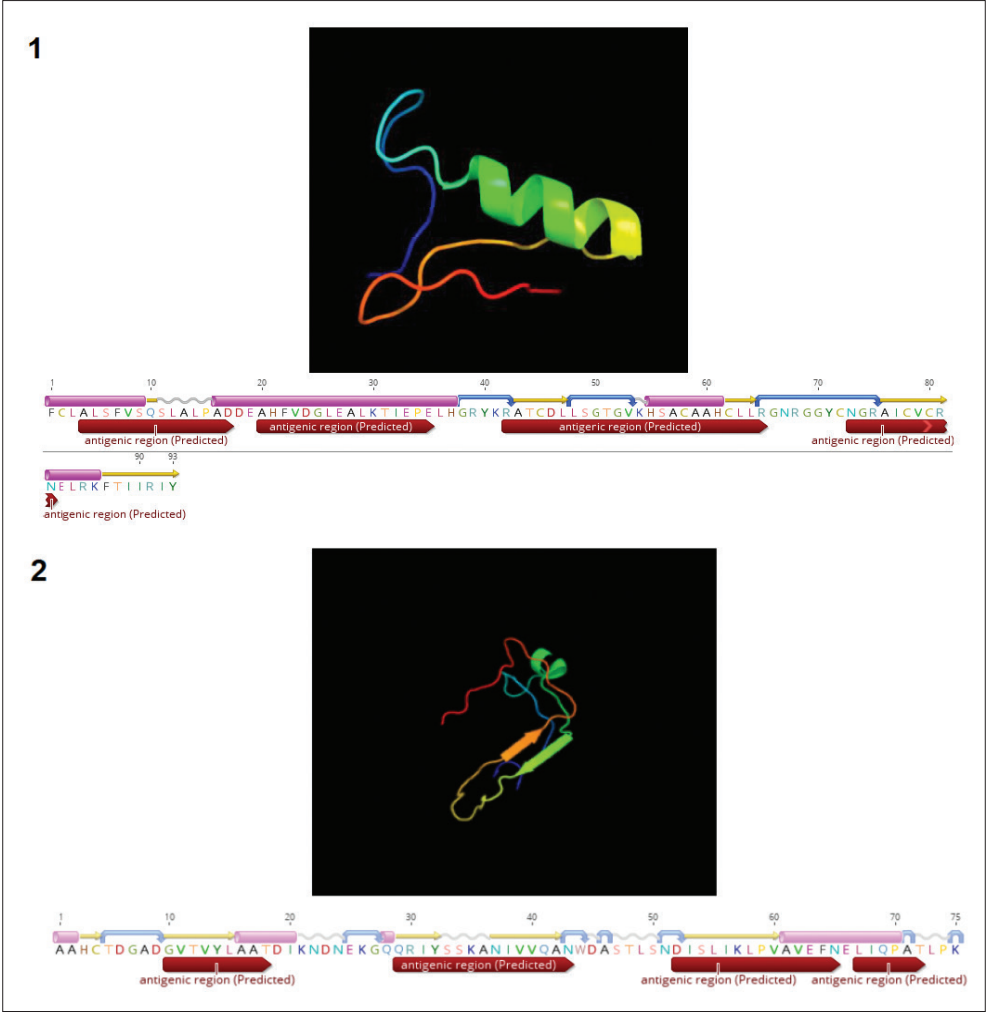 1
1 10 20 30 40 50 60 70 80
FCLALSFVSQSLALPADDEAHFVDGLEALKTIEPELHGRYKRATCDLLSGTGVKHSACAAHCLLRGNRGGYCNGRAICVCR
antigenic region (Predicted) antigenic region (Predicted) antigenic region (Predicted) antigenic region (Predicted)
90 93
NELRKFTIIRIY
antigenic region (Predicted)
2
1 10 20 30 40 50 60 70 75
AAHCTDGADGVTVYLAATDIKNDNEKGQQRIYSSKANIVVQANWDASTLSNDISLIKLPVAVEFNELIQPATLPK
antigenic region (Predicted) antigenic region (Predicted) antigenic region (Predicted) antigenic region (Predicted)